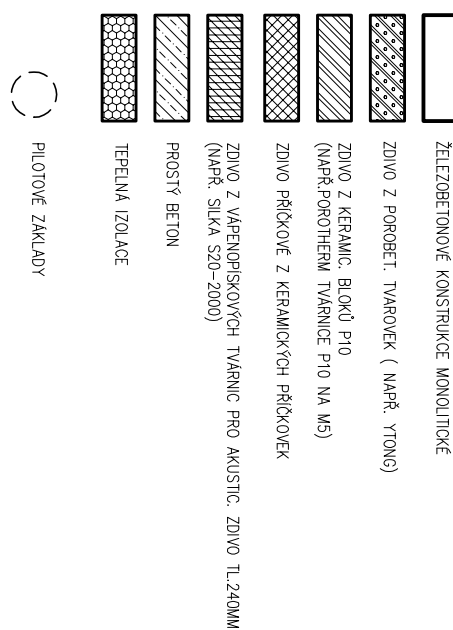 ŽELEZOBETONOVÉ KONSTRUKCE MONOLITICKÉ
ZDIVO Z POROBET. TVAROVEK ( NAPŘ. YTONG)
ZDIVO Z KERAMIC. BLOKŮ P10
(NAPŘ.POROTHERM TVÁRNICE P10 NA M5)
ZDIVO PŘÍČKOVÉ Z KERAMICKÝCH PŘÍČKOVEK
ZDIVO Z VÁPENOPÍSKOVÝCH TVÁRNIC PRO AKUSTIC. ZDIVO TL.240MM
(NAPŘ. SILKA S20-2000)
PROSTÝ BETON
TEPELNÁ IZOLACE
PILOTOVÉ ZÁKLADY